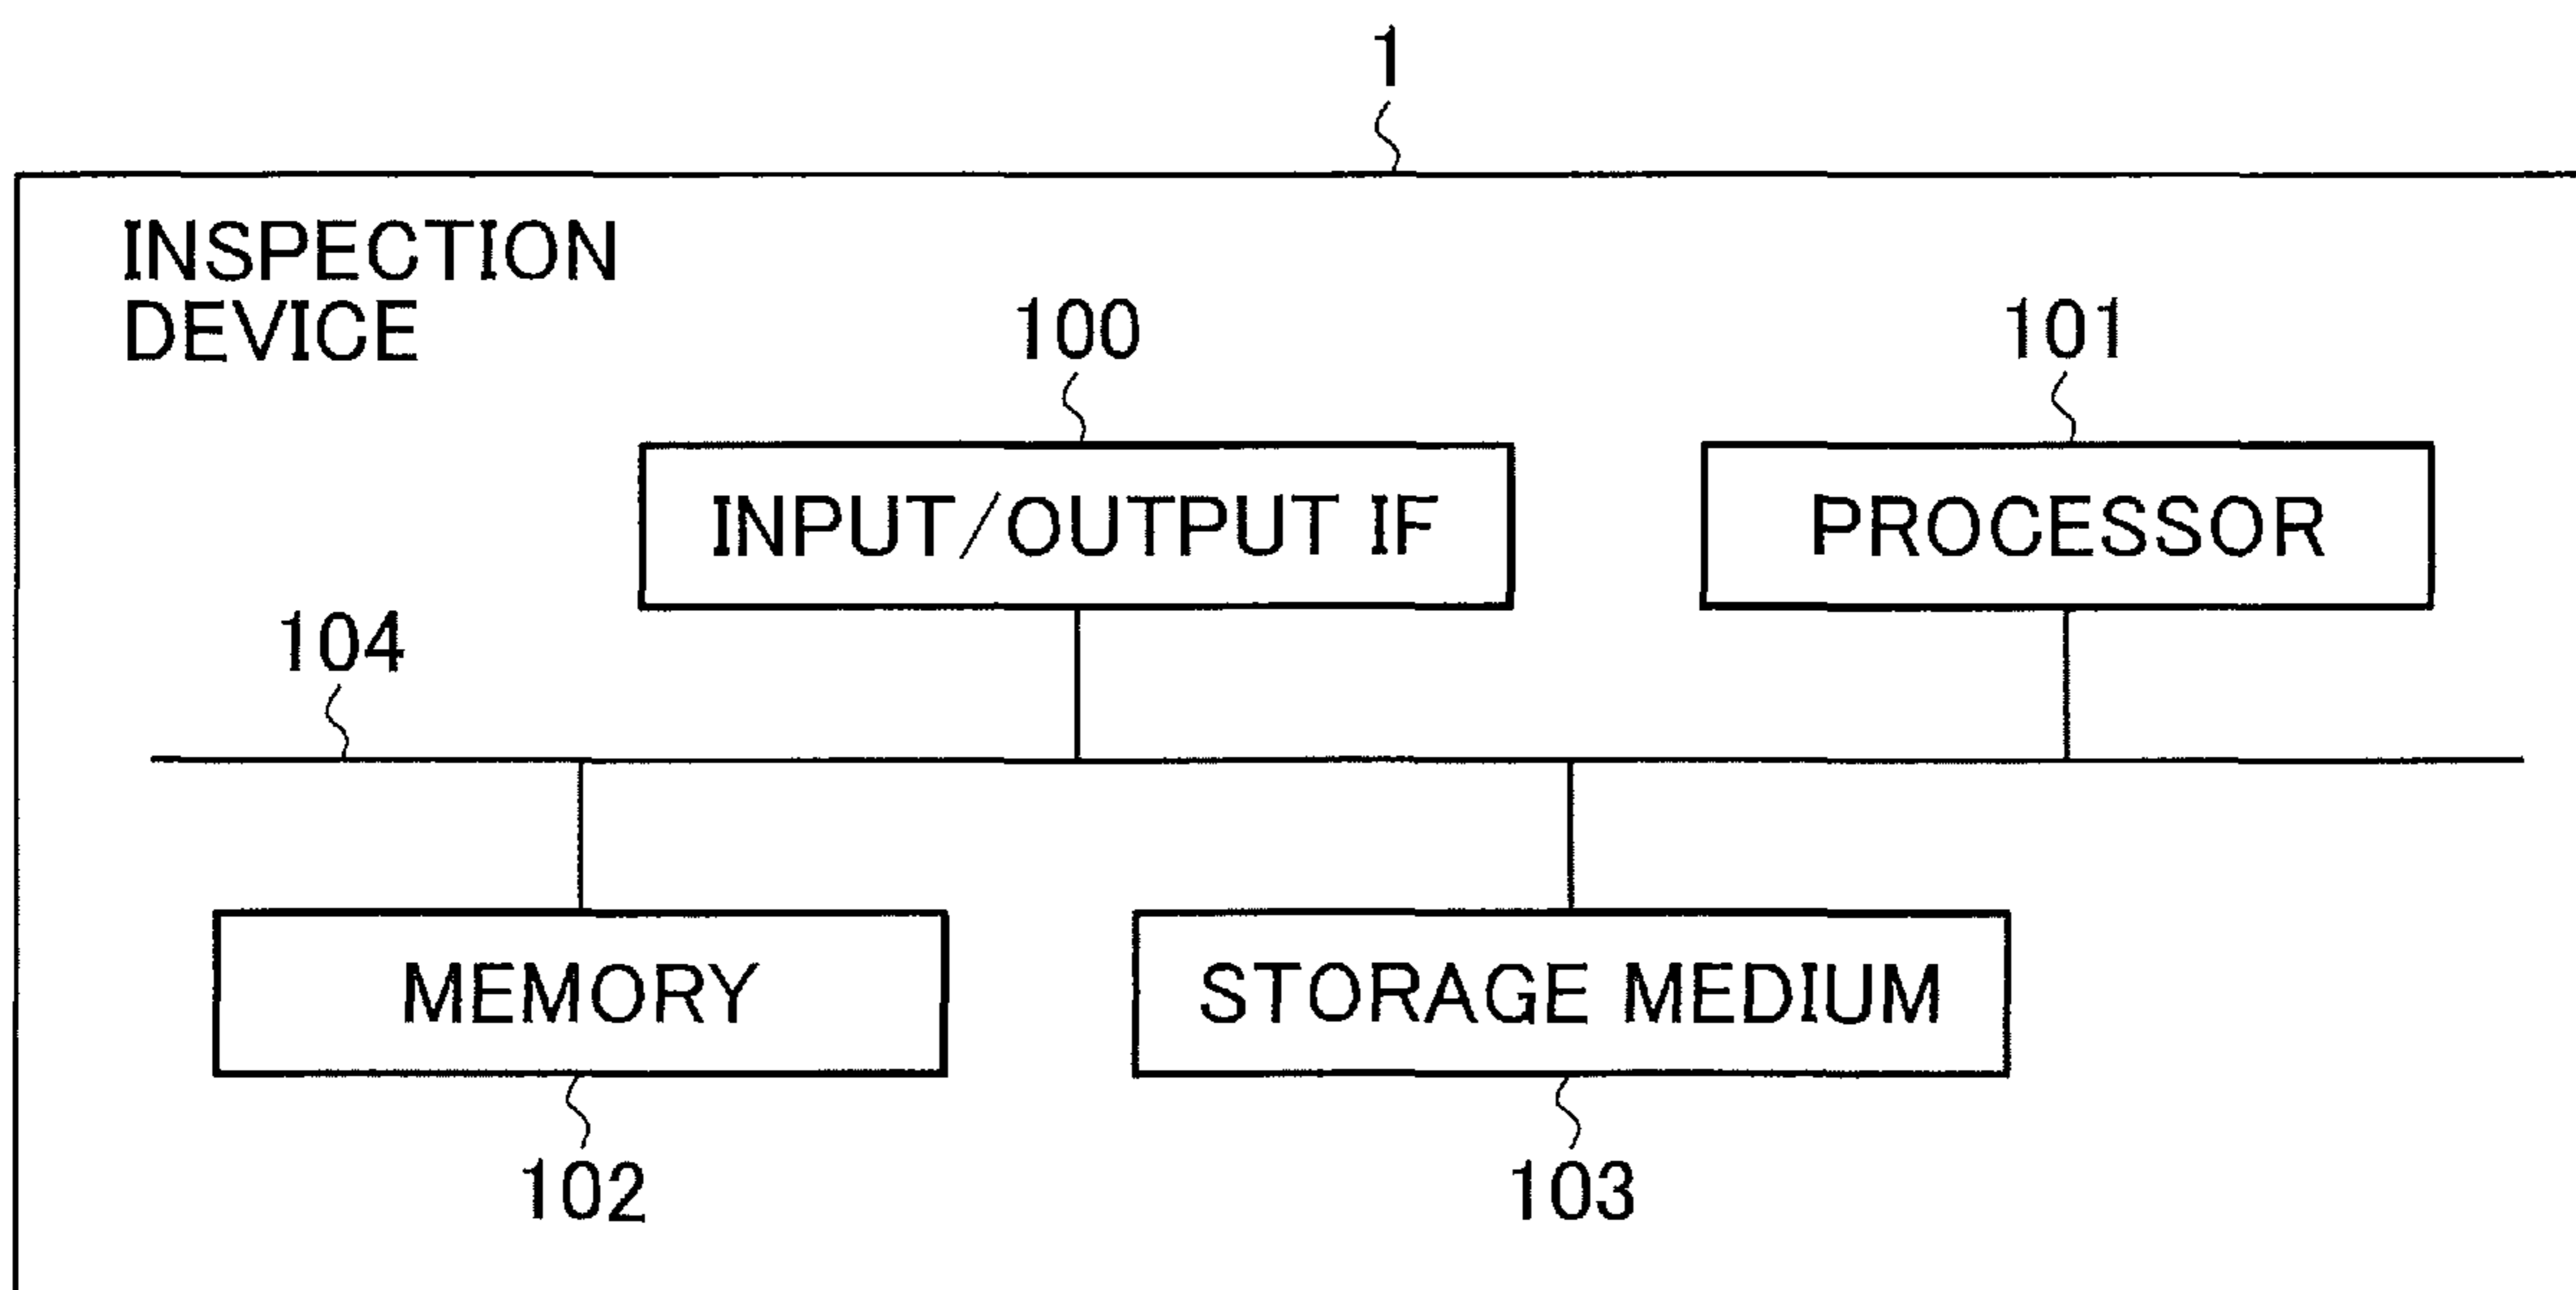 1
INSPECTION
DEVICE
100
101
INPUT/OUTPUT IF
PROCESSOR
104
MEMORY
STORAGE MEDIUM
102
103